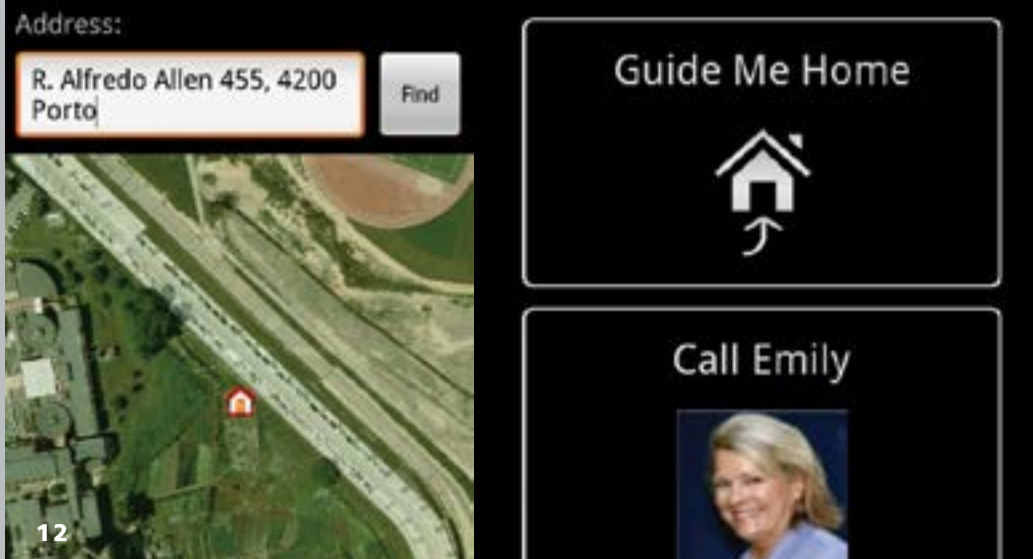 Address:
R. Alfredo Allen 455, 4200
Porto
Find
12
Guide Me Home
Call Emily